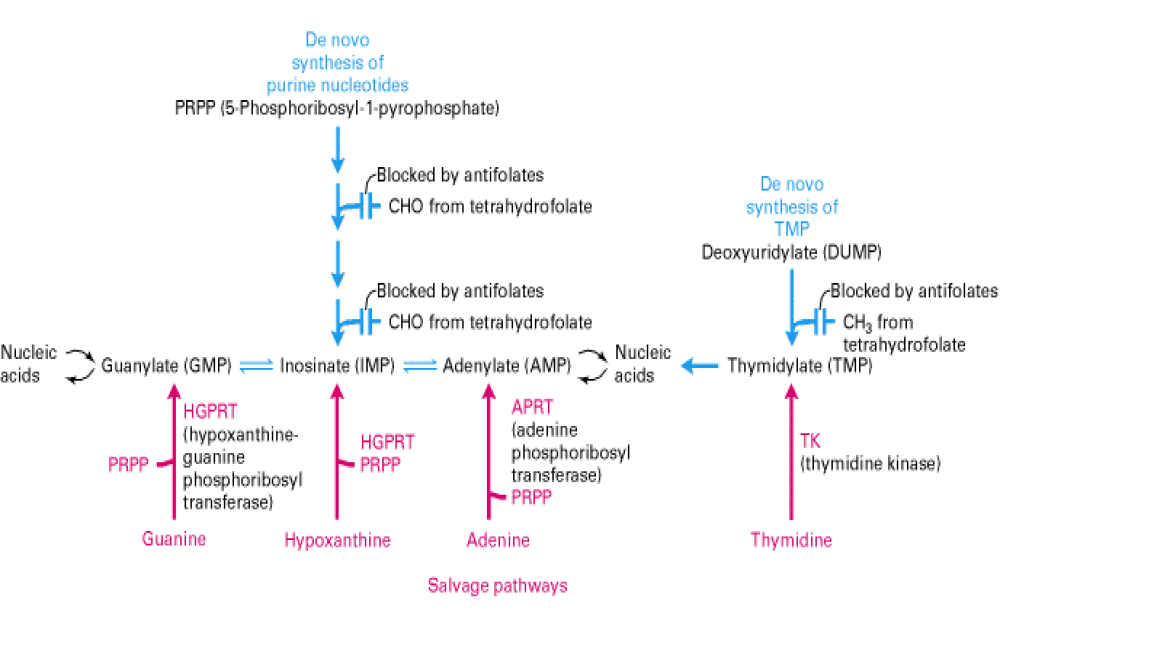 De novo
synthesis of
purine nucleotides
PRPP (5-Phosphoribosyl-1-pyrophosphate)
Blocked by antifolates
CHO from tetrahydrofolate
De novo
synthesis of
TMP
Deoxyuridylate (DUMP)
Blocked by antifolates
CHO from tetrahydrofolate
Blocked by antifolates
CH3 from
tetrahydrofolate
Nucleic
acids
Guanylate (GMP)
Inosinate (IMP)
Adenylate (AMP)
Nucleic
acids
Thymidylate (TMP)
HGPRT
(hypoxanthine-
guanine
phosphoribosyl
transferase)
PRPP
HGPRT
PRPP
APRT
(adenine
phosphoribosyl
transferase)
PRPP
TK
(thymidine kinase)
Guanine
Hypoxanthine
Adenine
Thymidine
Salvage pathways